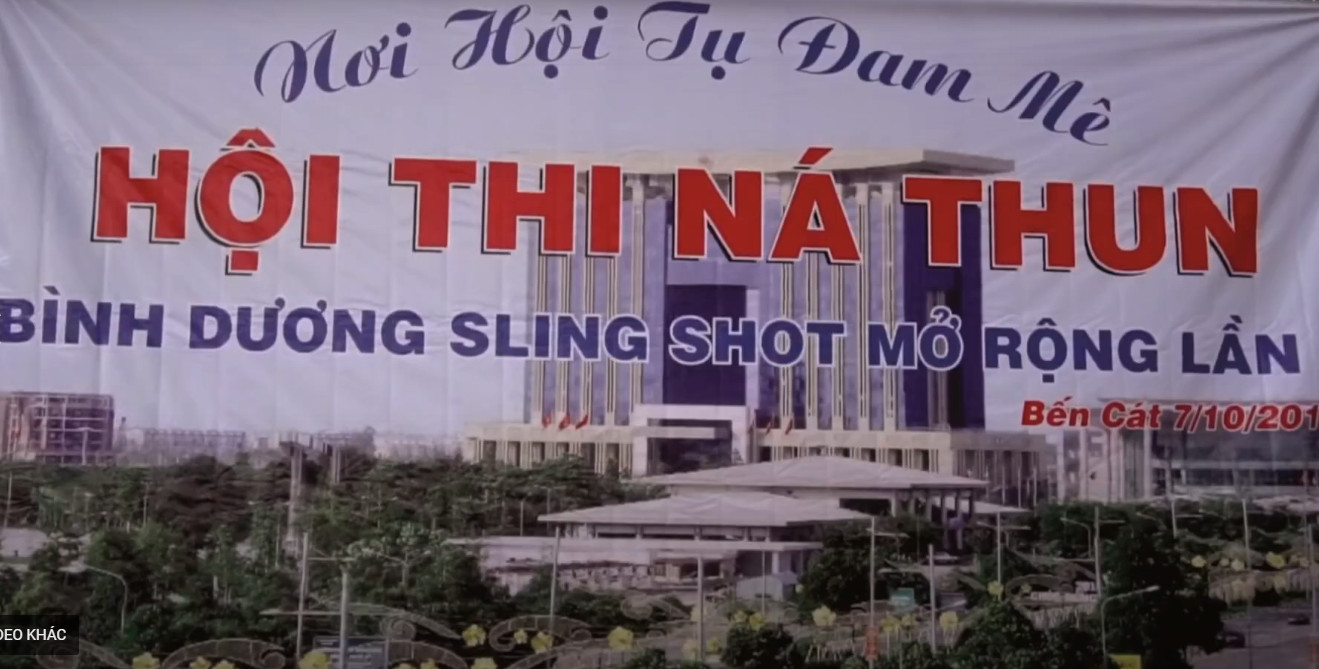 Nơi Hội Tụ Đam Mê
HỘI THI NÁ THUN
BÌNH DƯƠNG SLING SHOT MỞ RỘNG LẦN
Bến Cát 7/10/201
DEO KHÁC